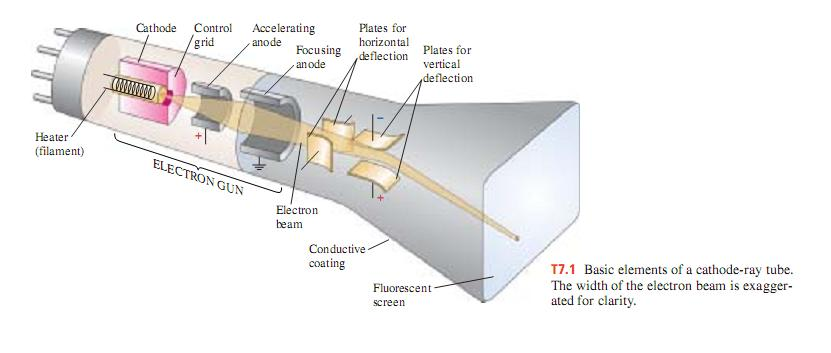 Cathode
Control
grid
Accelerating
anode
Focusing
anode
Plates for
horizontal
deflection
Plates for
vertical
deflection
Heater
(filament)
+
–
+
ELECTRON GUN
Electron
beam
Conductive
coating
Fluorescent
screen
T7.1 Basic elements of a cathode-ray tube.
The width of the electron beam is exagger-
ated for clarity.